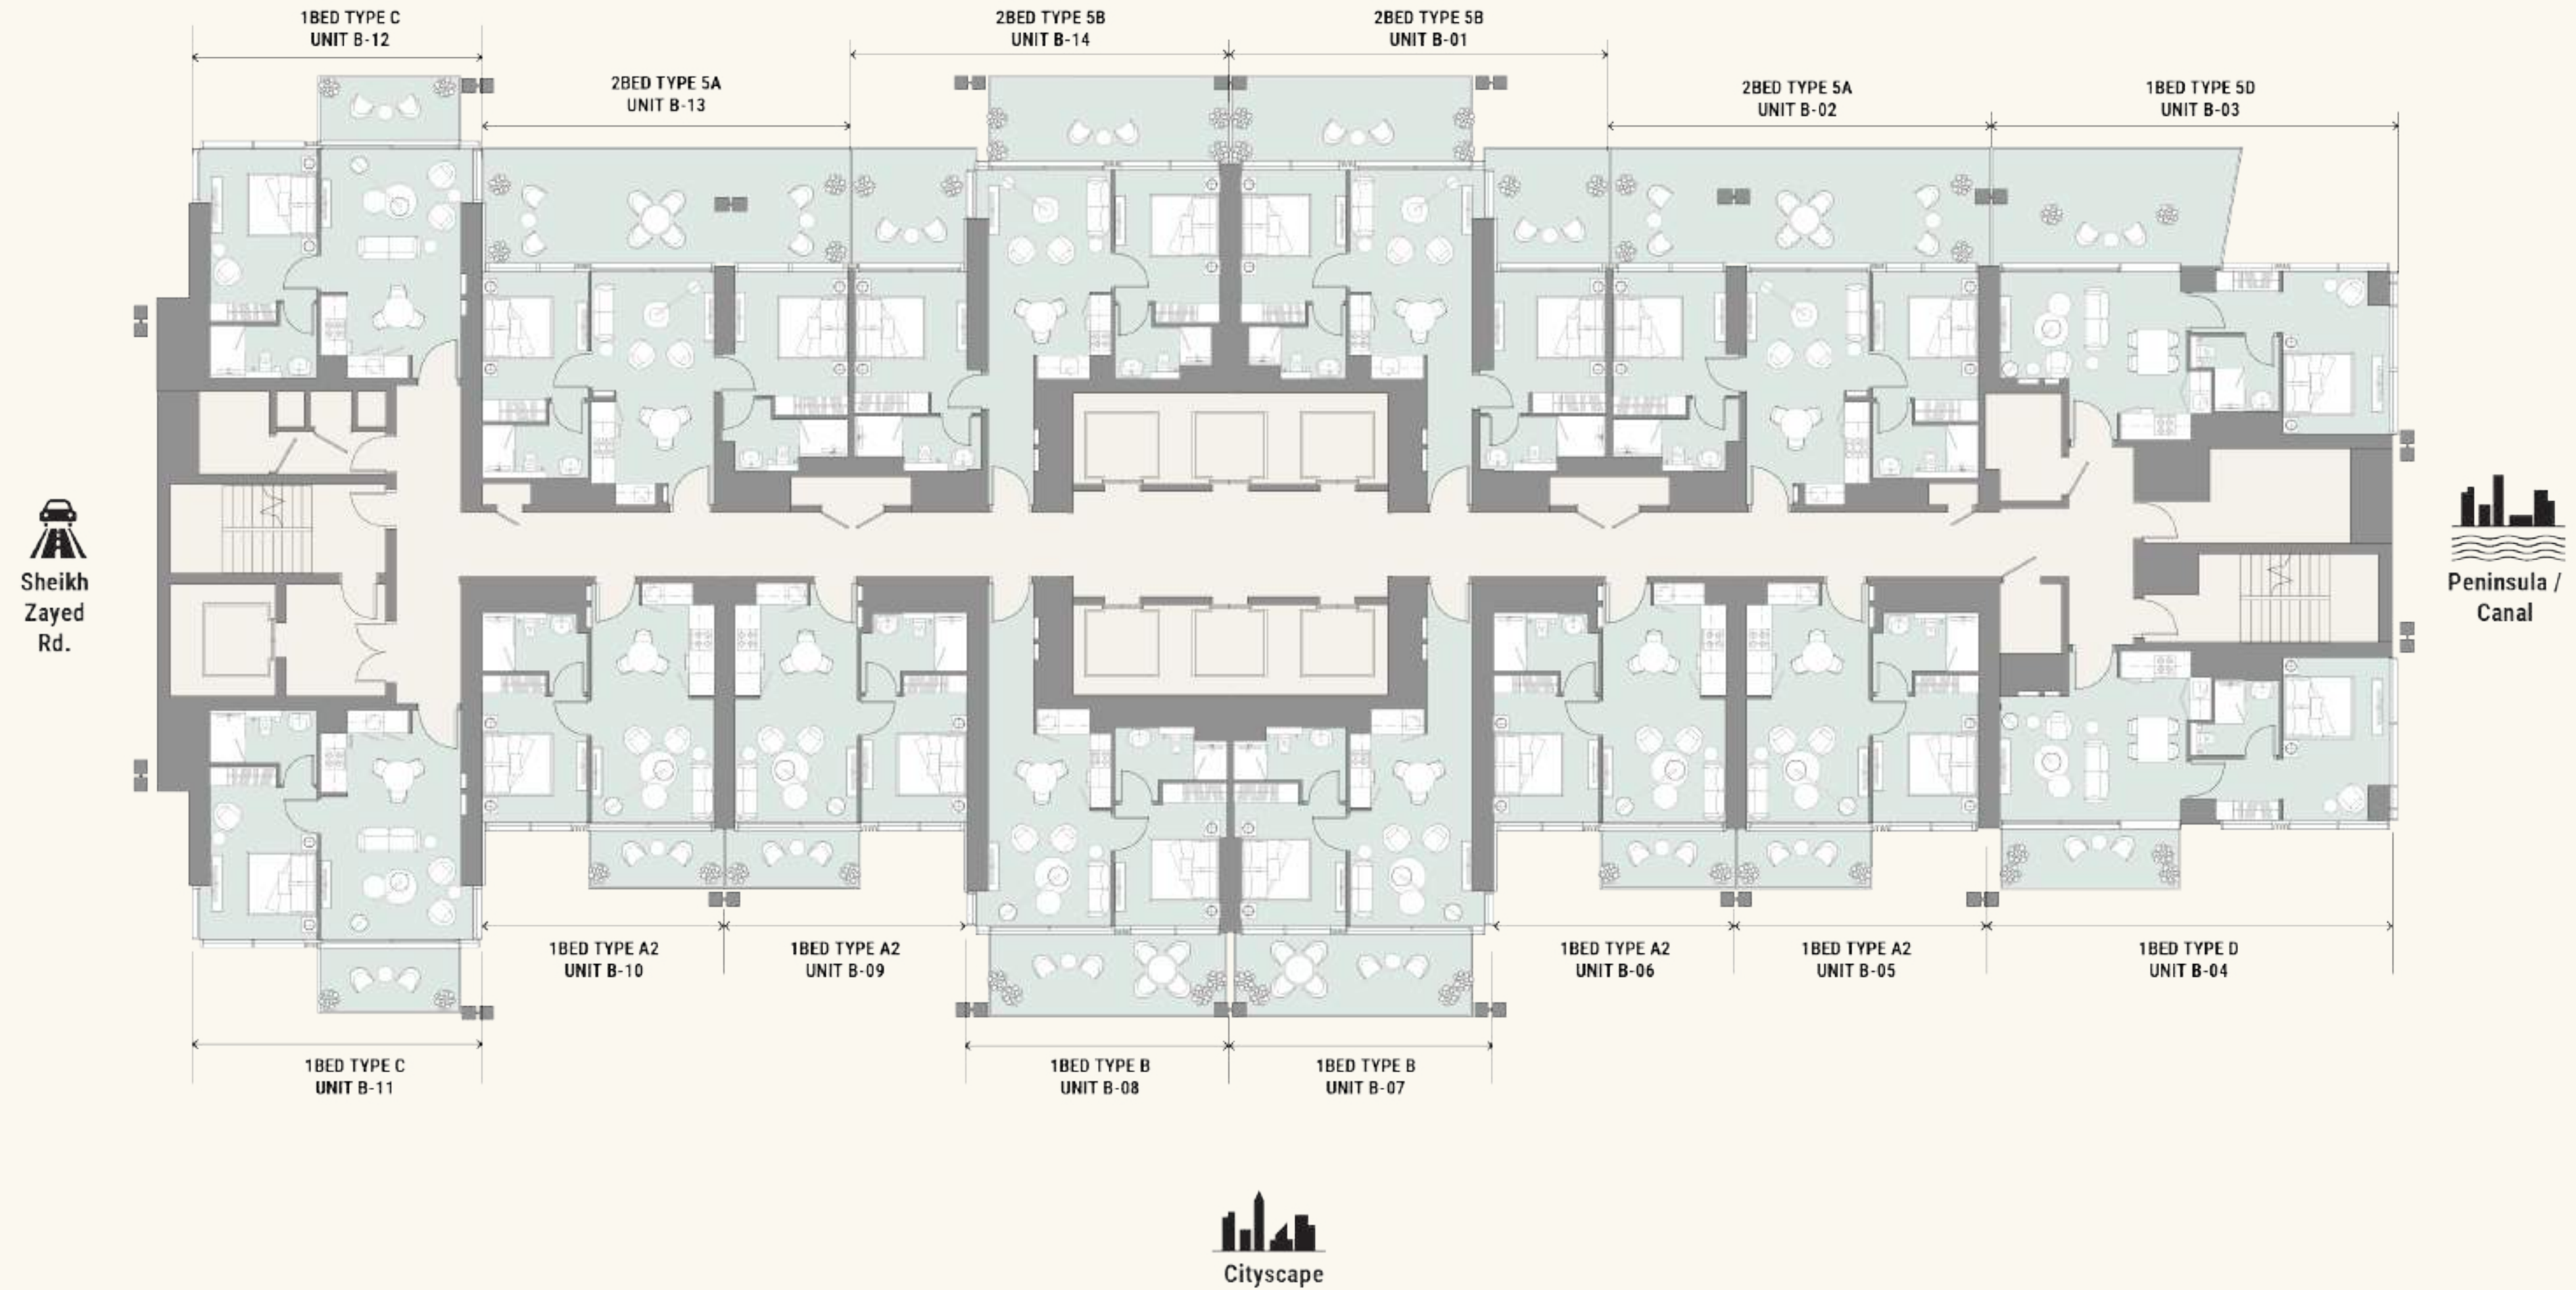 1BED TYPE C
UNIT B-12
2BED TYPE 5A
UNIT B-13
2BED TYPE 5B
UNIT B-14
2BED TYPE 5B
UNIT B-01
2BED TYPE 5A
UNIT B-02
1BED TYPE 5D
UNIT B-03
Sheikh
Zayed
Rd.
Peninsula /
Canal
1BED TYPE A2
UNIT B-10
1BED TYPE A2
UNIT B-09
1BED TYPE A2
UNIT B-06
1BED TYPE A2
UNIT B-05
1BED TYPE D
UNIT B-04
1BED TYPE C
UNIT B-11
1BED TYPE B
UNIT B-08
1BED TYPE B
UNIT B-07
Cityscape